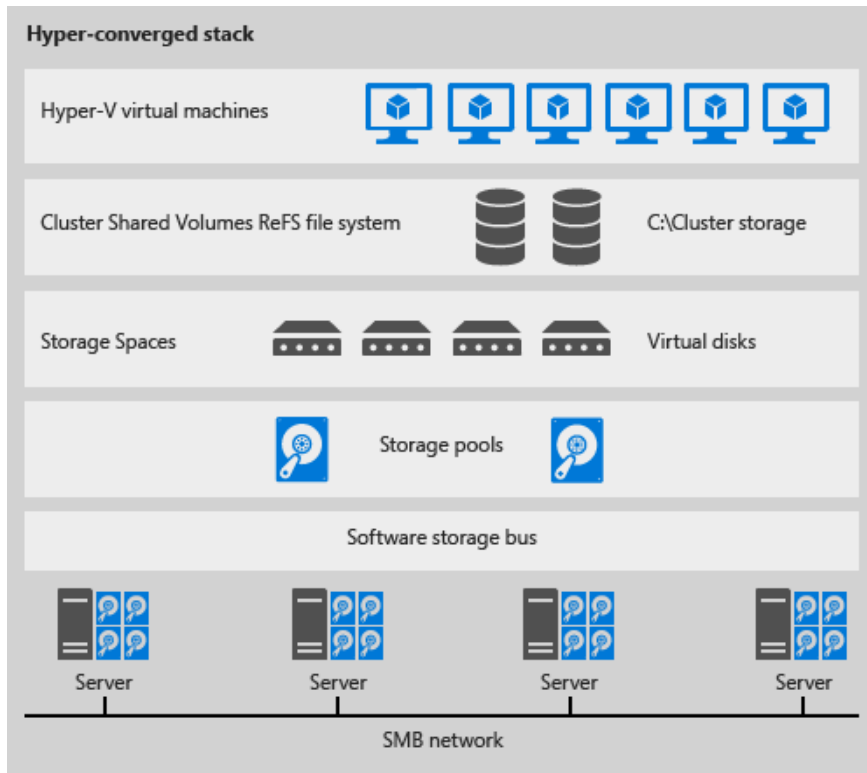 Hyper-converged stack
Hyper-V virtual machines
Cluster Shared Volumes ReFS file system
C:\Cluster storage
Storage Spaces
Virtual disks
Storage pools
Software storage bus
Server
Server
Server
Server
SMB network